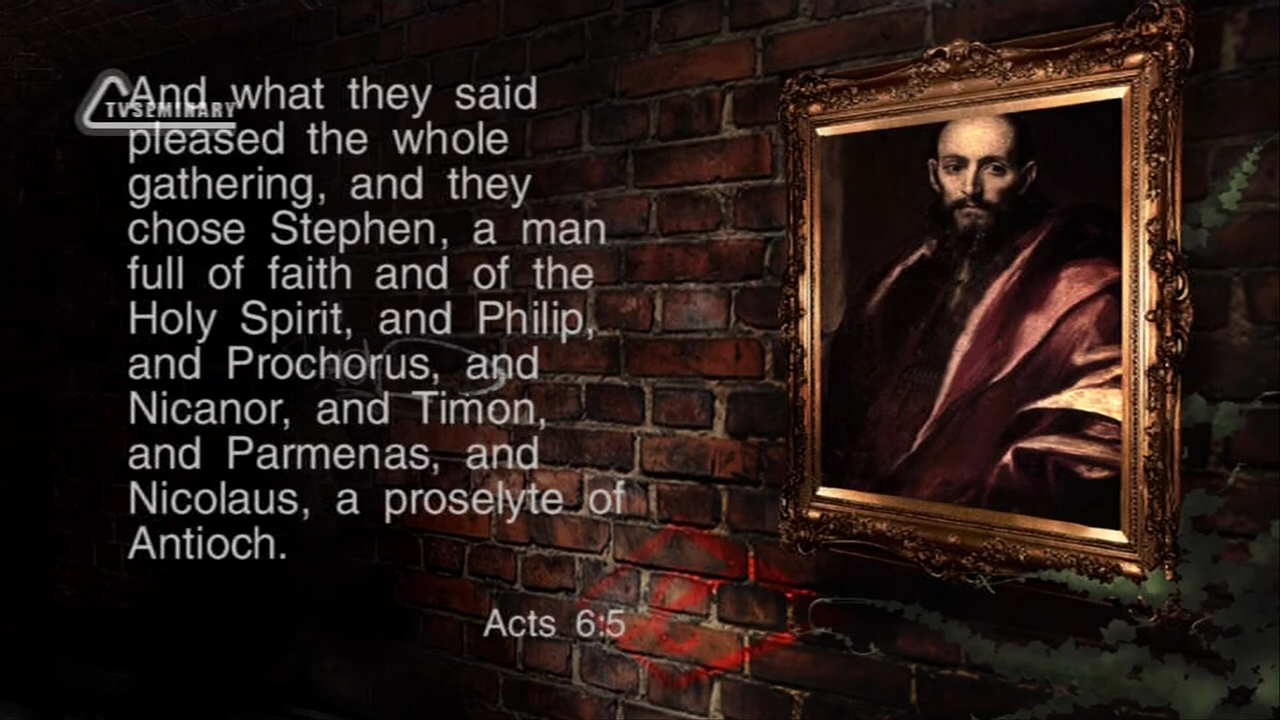 TVSEMINARY
And what they said
pleased the whole
gathering, and they
chose Stephen, a man
full of faith and of the
Holy Spirit, and Philip,
and Prochorus, and
Nicanor, and Timon,
and Parmenas, and
Nicolaus, a proselyte of
Antioch.
Acts 6:5